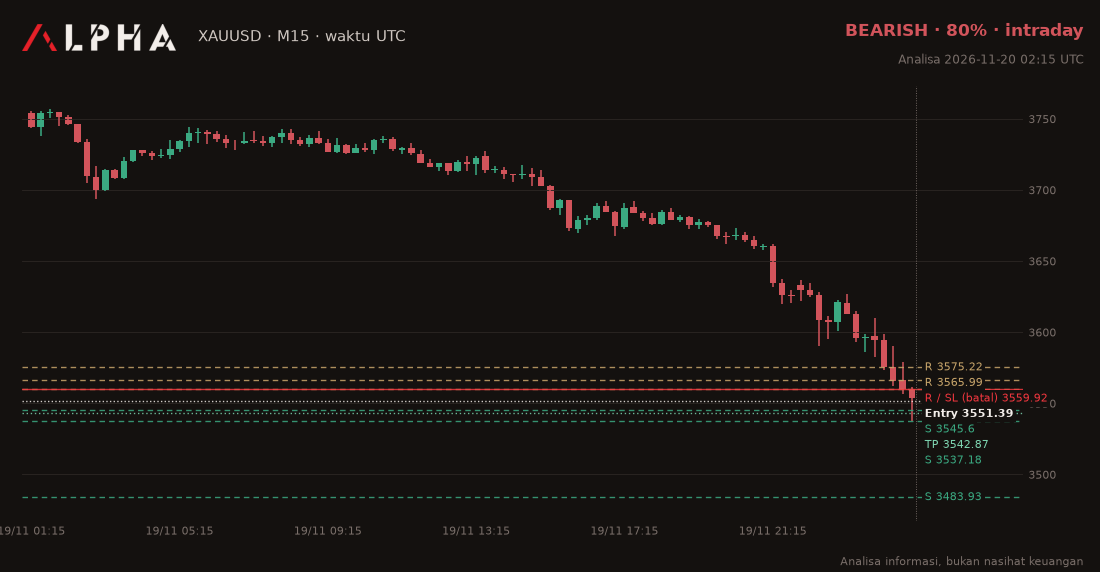 ALPHA
XAUUSD · M15 · waktu UTC
BEARISH · 80% · intraday
Analisa 2026-11-20 02:15 UTC
3750
3700
3650
3600
R 3575.22
R 3565.99
R / SL (batal) 3559.92
0
Entry 3551.39
S 3545.6
TP 3542.87
S 3537.18
3500
S 3483.93
19/11 01:15
19/11 05:15
19/11 09:15
19/11 13:15
19/11 17:15
19/11 21:15
Analisa informasi, bukan nasihat keuangan